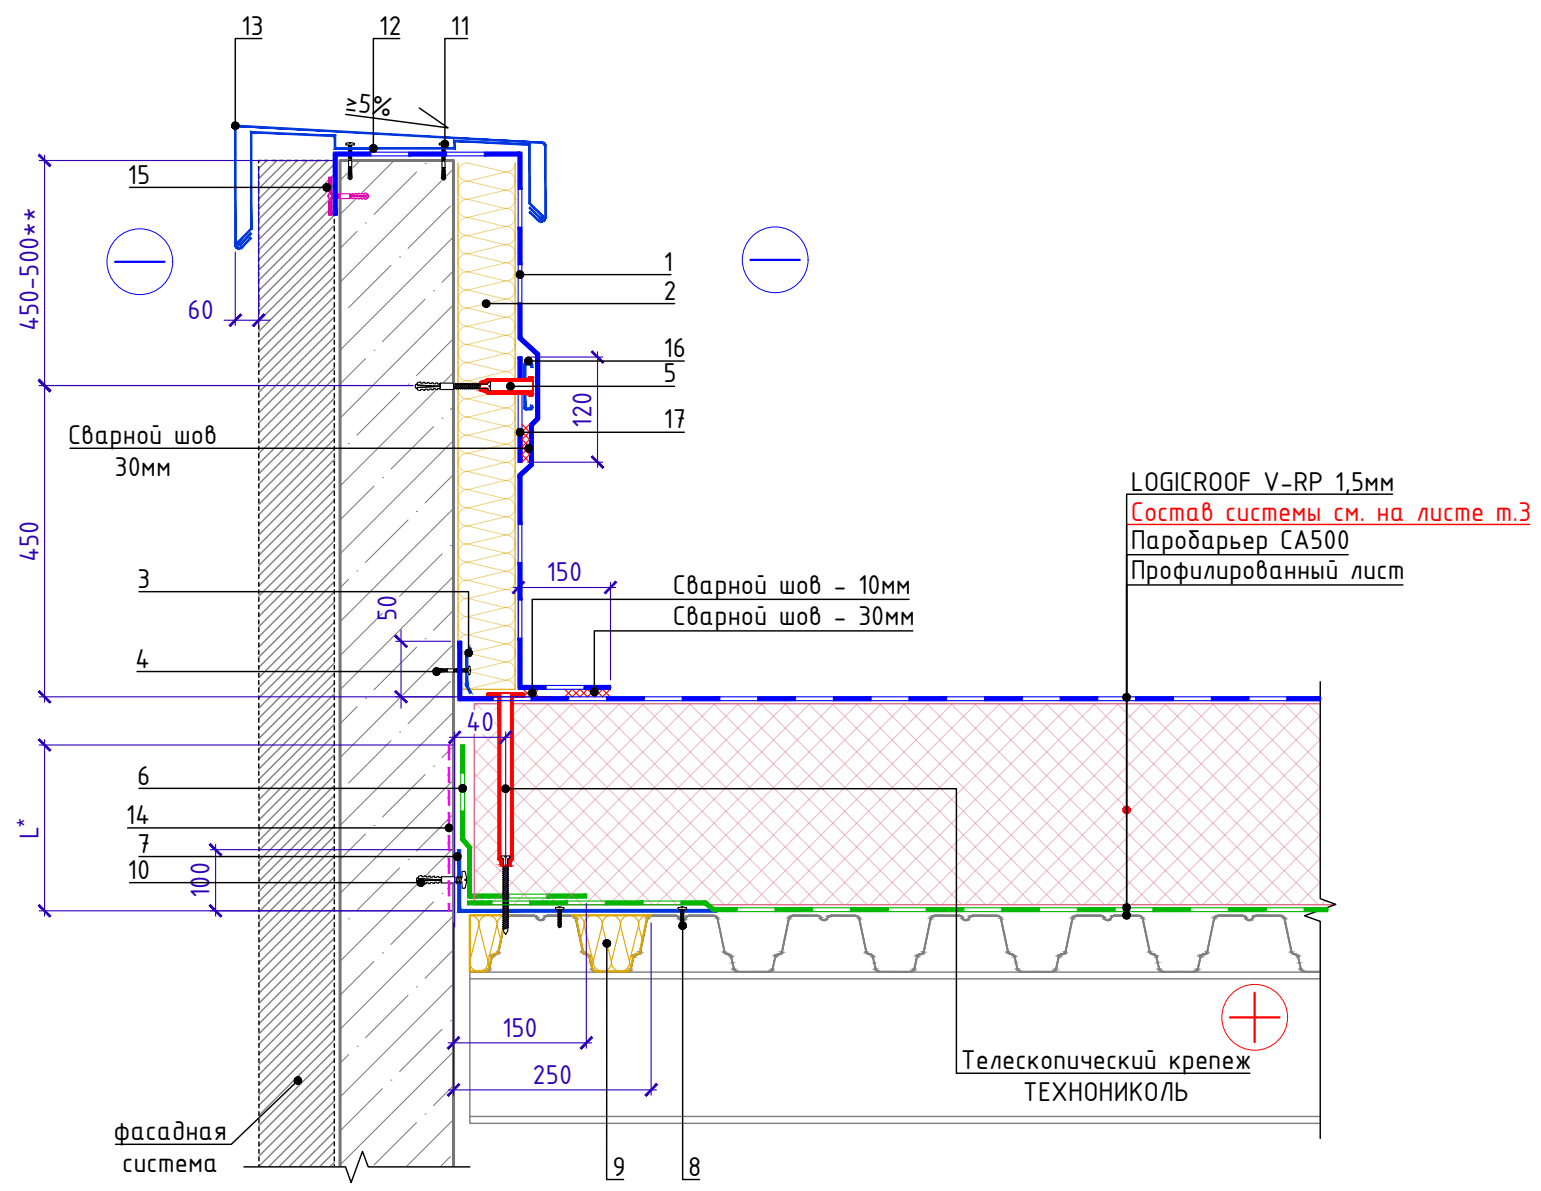 13
12
11
≥5%
15
450-500**
60
1
2
16
5
120
17
Сварной шов
30мм
LOGICROOF V-RP 1,5мм
Состав системы см. на листе т.3
Паробарьер СА500
Профилированный лист
450
3
50
150
Сварной шов - 10мм
Сварной шов - 30мм
4
40
6
L*
14
7
100
10
150
250
Телескопический крепеж
ТЕХНОНИКОЛЬ
фасадная
система
9
8